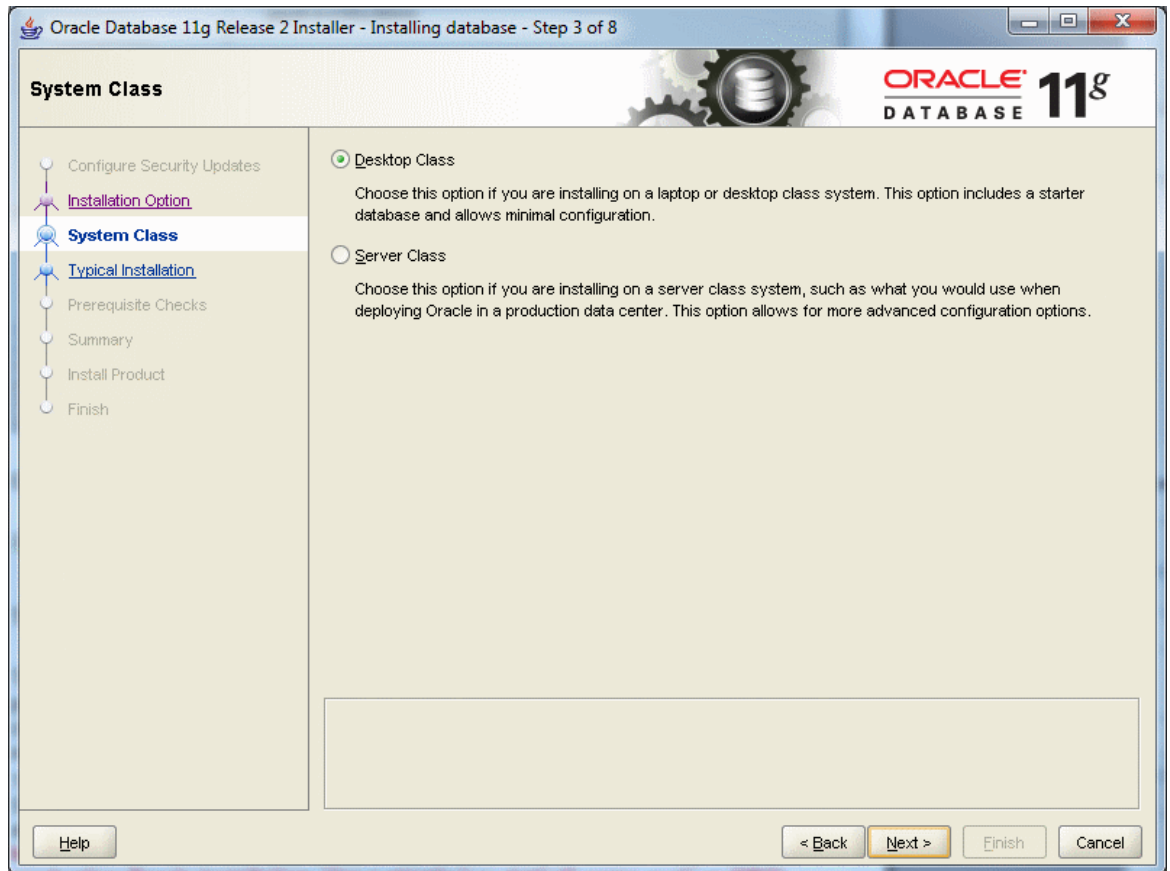 Oracle Database 11g Release 2 Installer - Installing database - Step 3 of 8
System Class
ORACLE
DATABASE
11g
Configure Security Updates
Installation Option
System Class
Typical Installation
Prerequisite Checks
Summary
Install Product
Finish
Desktop Class
Choose this option if you are installing on a laptop or desktop class system. This option includes a starter
database and allows minimal configuration.
Server Class
Choose this option if you are installing on a server class system, such as what you would use when
deploying Oracle in a production data center. This option allows for more advanced configuration options.
Help
< Back
Next >
Finish
Cancel